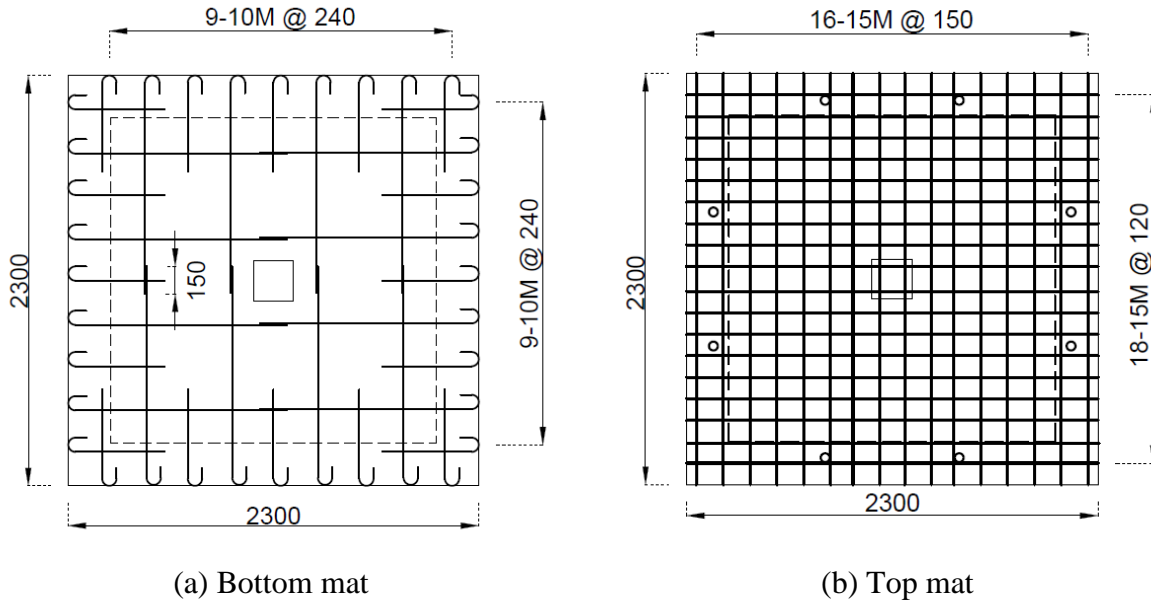 9-10M @ 240
16-15M @ 150
2300
150
9-10M @ 240
2300
18-15M @ 120
2300
2300
(a) Bottom mat
(b) Top mat